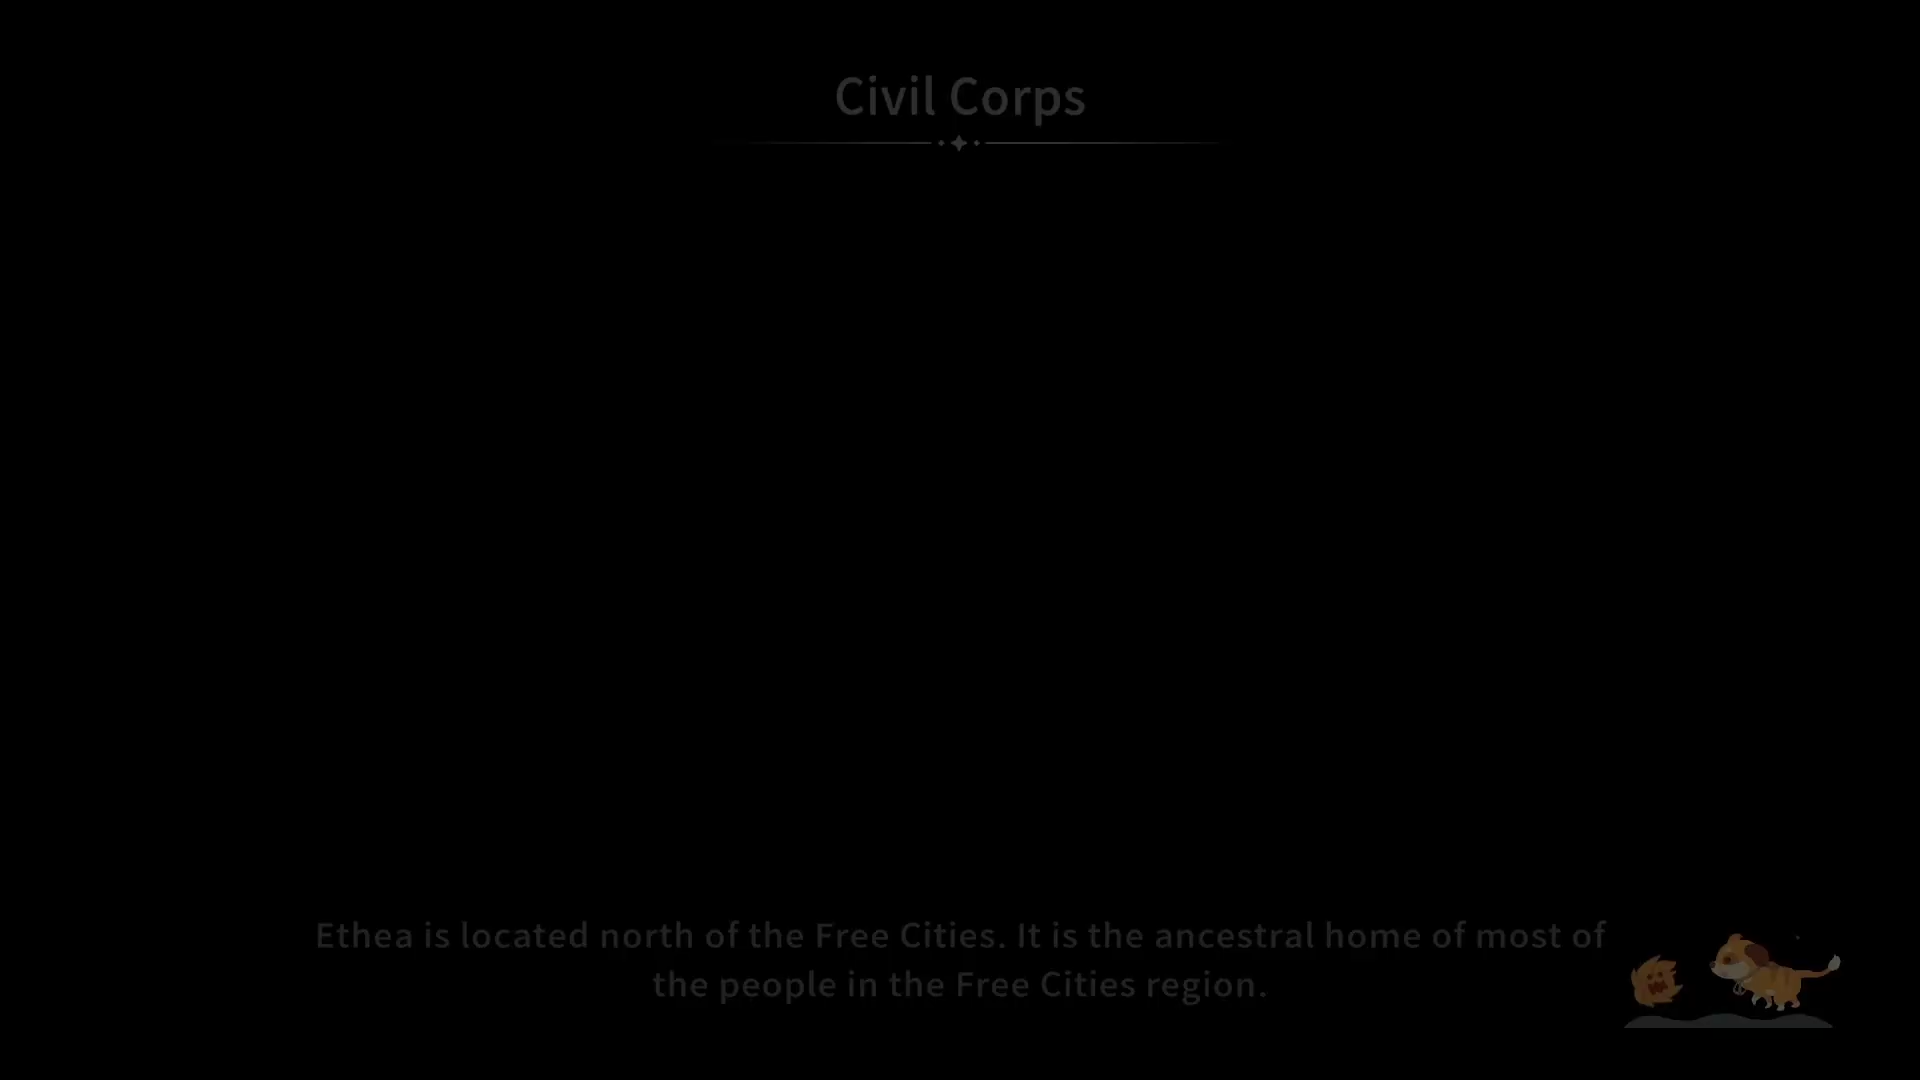 Civil Corps
Ethea is located north of the Free Cities. It is the ancestral home of most of
the people in the Free Cities region.